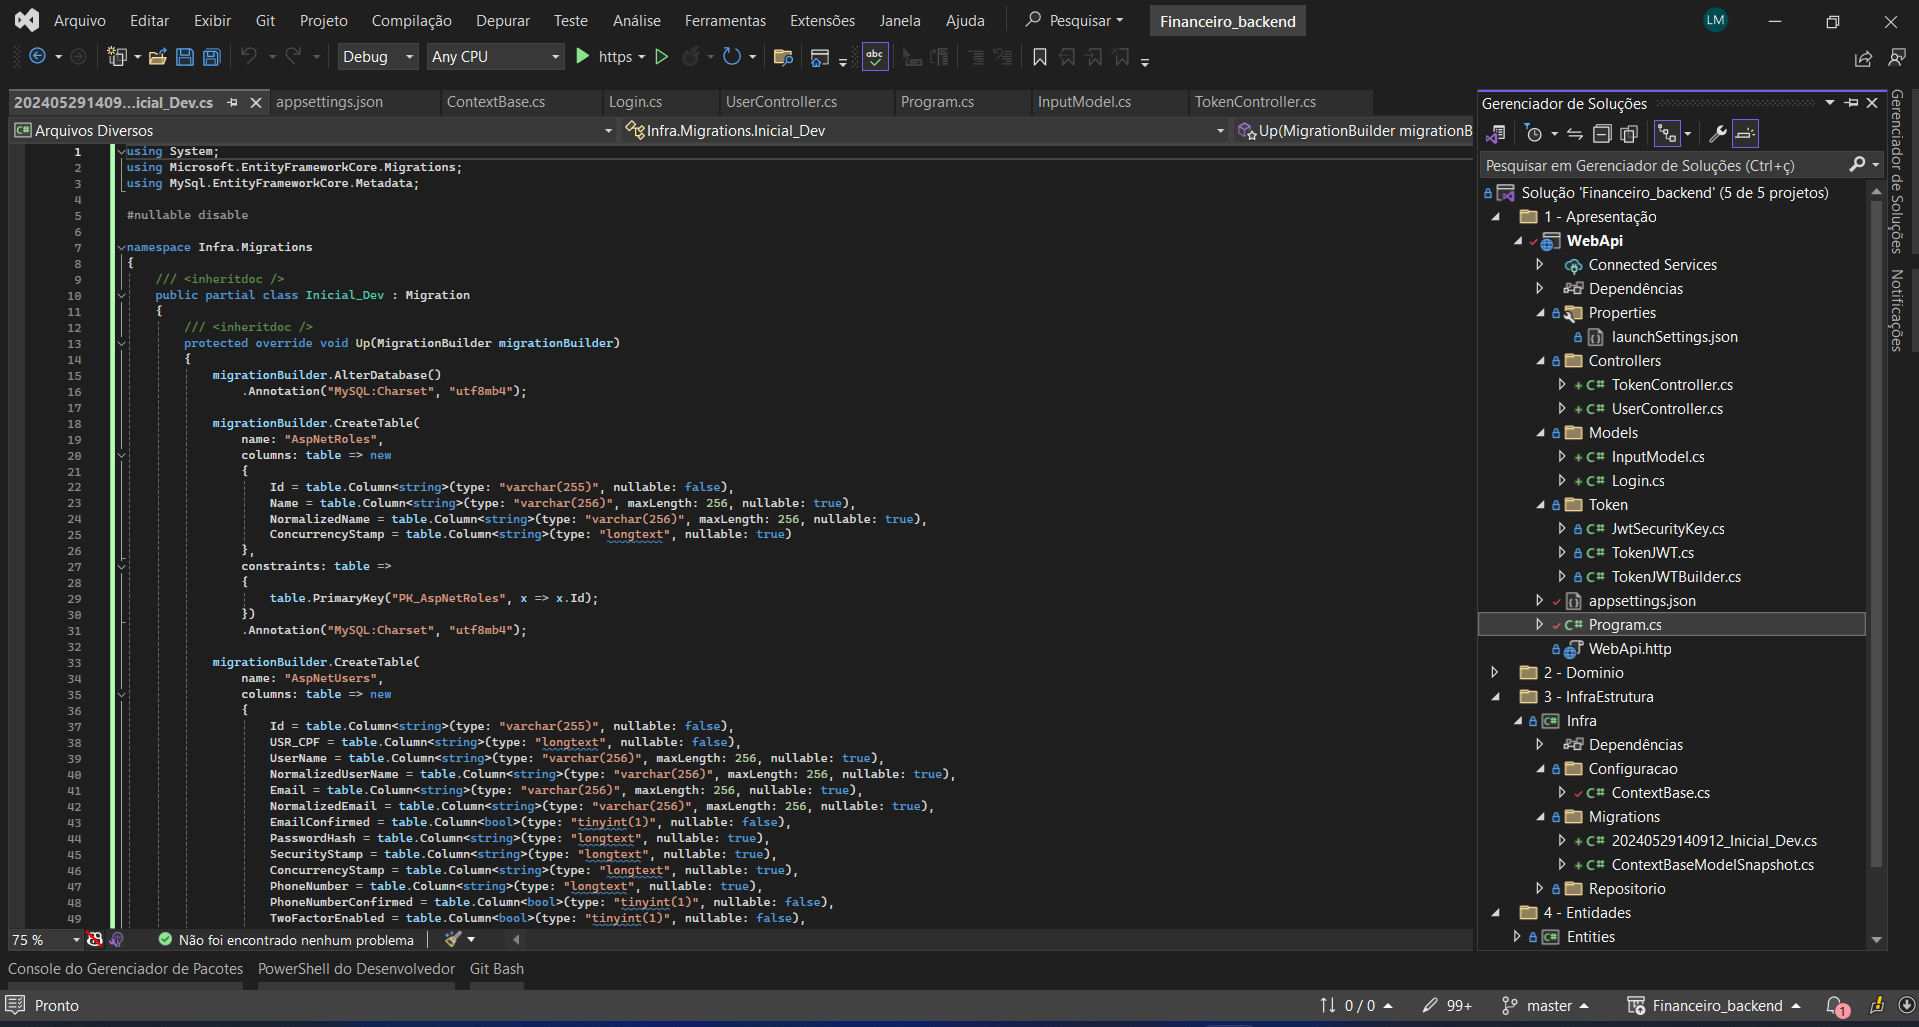 Arquivo Editar Exibir Git Projeto Compilação Depurar Teste Análise Ferramentas Extensões Janela Ajuda Pesquisar Financeiro_backend LM
Debug Any CPU https abc
202405291409...icial_Dev.cs appsettings.json ContextBase.cs Login.cs UserController.cs Program.cs InputModel.cs TokenController.cs
C# Arquivos Diversos Infra.Migrations.Inicial_Dev Up(MigrationBuilder migrationB
1 using System;
2 using Microsoft.EntityFrameworkCore.Migrations;
3 using MySql.EntityFrameworkCore.Metadata;
4
5 #nullable disable
6
7 namespace Infra.Migrations
8 {
9 /// <inheritdoc />
10 public partial class Inicial_Dev : Migration
11 {
12 /// <inheritdoc />
13 protected override void Up(MigrationBuilder migrationBuilder)
14 {
15 migrationBuilder.AlterDatabase()
16 .Annotation("MySQL:Charset", "utf8mb4");
17
18 migrationBuilder.CreateTable(
19 name: "AspNetRoles",
20 columns: table => new
21 {
22 Id = table.Column<string>(type: "varchar(255)", nullable: false),
23 Name = table.Column<string>(type: "varchar(256)", maxLength: 256, nullable: true),
24 NormalizedName = table.Column<string>(type: "varchar(256)", maxLength: 256, nullable: true),
25 ConcurrencyStamp = table.Column<string>(type: "longtext", nullable: true)
26 },
27 constraints: table =>
28 {
29 table.PrimaryKey("PK_AspNetRoles", x => x.Id);
30 })
31 .Annotation("MySQL:Charset", "utf8mb4");
32
33 migrationBuilder.CreateTable(
34 name: "AspNetUsers",
35 columns: table => new
36 {
37 Id = table.Column<string>(type: "varchar(255)", nullable: false),
38 USR_CPF = table.Column<string>(type: "longtext", nullable: false),
39 UserName = table.Column<string>(type: "varchar(256)", maxLength: 256, nullable: true),
40 NormalizedUserName = table.Column<string>(type: "varchar(256)", maxLength: 256, nullable: true),
41 Email = table.Column<string>(type: "varchar(256)", maxLength: 256, nullable: true),
42 NormalizedEmail = table.Column<string>(type: "varchar(256)", maxLength: 256, nullable: true),
43 EmailConfirmed = table.Column<bool>(type: "tinyint(1)", nullable: false),
44 PasswordHash = table.Column<string>(type: "longtext", nullable: true),
45 SecurityStamp = table.Column<string>(type: "longtext", nullable: true),
46 ConcurrencyStamp = table.Column<string>(type: "longtext", nullable: true),
47 PhoneNumber = table.Column<string>(type: "longtext", nullable: true),
48 PhoneNumberConfirmed = table.Column<bool>(type: "tinyint(1)", nullable: false),
49 TwoFactorEnabled = table.Column<bool>(type: "tinyint(1)", nullable: false),
75 % Não foi encontrado nenhum problema
Gerenciador de Soluções
Pesquisar em Gerenciador de Soluções (Ctrl+ç)
Solução 'Financeiro_backend' (5 de 5 projetos)
1 - Apresentação
WebApi
Connected Services
Dependências
Properties
launchSettings.json
Controllers
C# TokenController.cs
C# UserController.cs
Models
C# InputModel.cs
C# Login.cs
Token
C# JwtSecurityKey.cs
C# TokenJWT.cs
C# TokenJWTBuilder.cs
appsettings.json
C# Program.cs
WebApi.http
2 - Dominio
3 - InfraEstrutura
C# Infra
Dependências
Configuracao
C# ContextBase.cs
Migrations
C# 20240529140912_Inicial_Dev.cs
C# ContextBaseModelSnapshot.cs
Repositorio
4 - Entidades
C# Entities
Gerenciador de Soluções
Notificações
Console do Gerenciador de Pacotes PowerShell do Desenvolvedor Git Bash
Pronto 0 / 0 99+ master Financeiro_backend 1